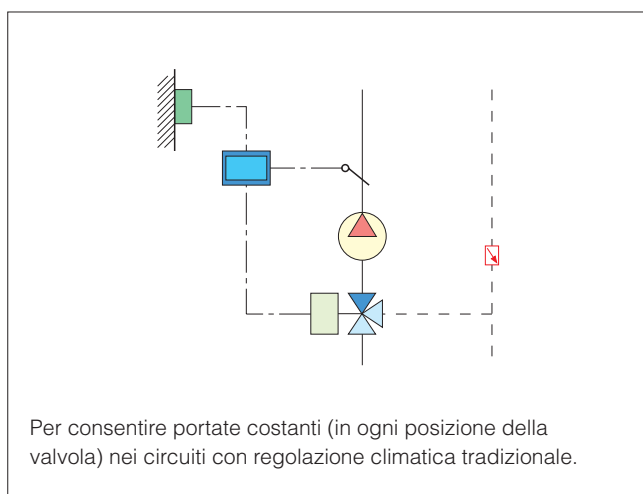 Per consentire portate costanti (in ogni posizione della
valvola) nei circuiti con regolazione climatica tradizionale.